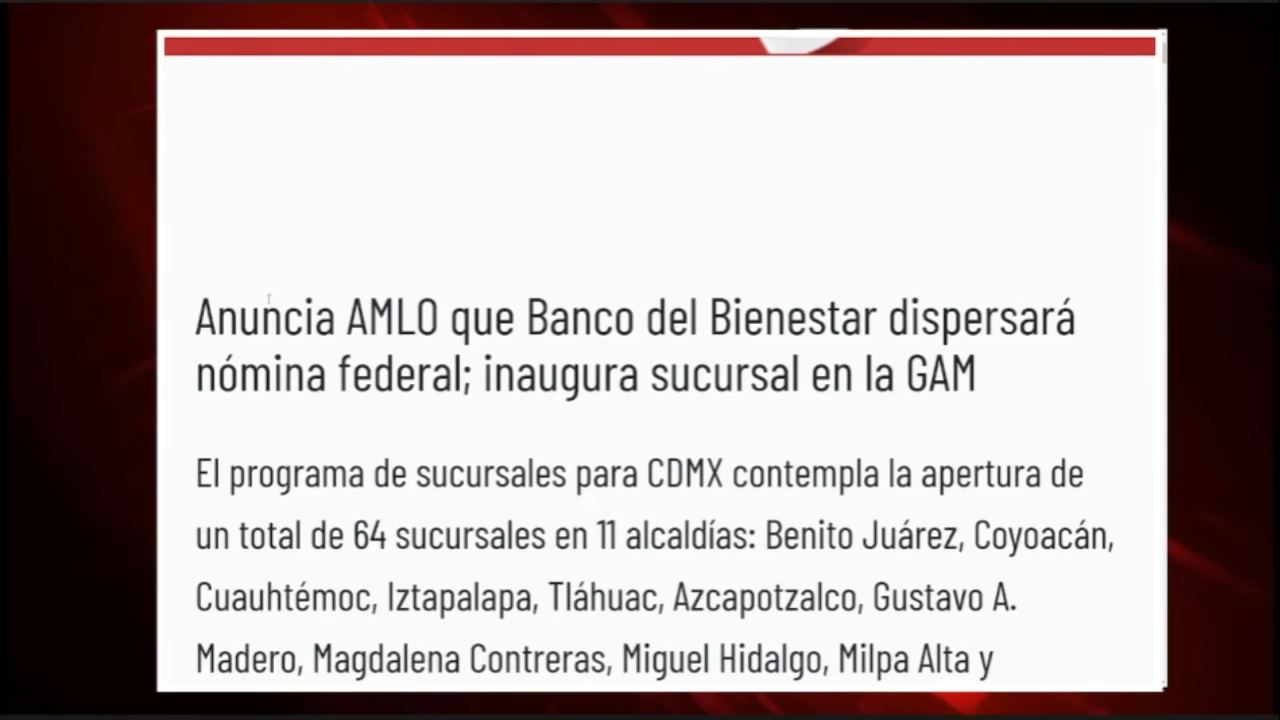 Anuncia AMLO que Banco del Bienestar dispersará
nómina federal; inaugura sucursal en la GAM
El programa de sucursales para CDMX contempla la apertura de
un total de 64 sucursales en 11 alcaldías: Benito Juárez, Coyoacán,
Cuauhtémoc, Iztapalapa, Tláhuac, Azcapotzalco, Gustavo A.
Madero, Magdalena Contreras, Miguel Hidalgo, Milpa Alta y